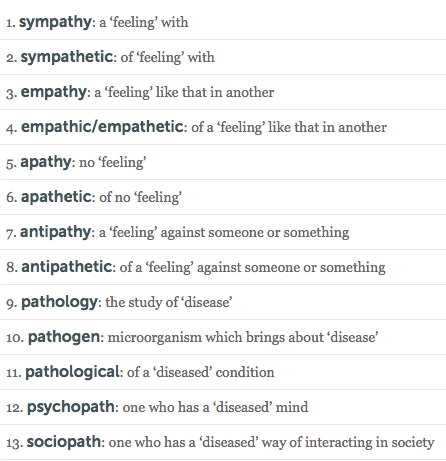 1. sympathy: a ‘feeling’ with
2. sympathetic: of ‘feeling’ with
3. empathy: a ‘feeling’ like that in another
4. empathic/empathetic: of a ‘feeling’ like that in another
5. apathy: no ‘feeling’
6. apathetic: of no ‘feeling’
7. antipathy: a ‘feeling’ against someone or something
8. antipathetic: of a ‘feeling’ against someone or something
9. pathology: the study of ‘disease’
10. pathogen: microorganism which brings about ‘disease’
11. pathological: of a ‘diseased’ condition
12. psychopath: one who has a ‘diseased’ mind
13. sociopath: one who has a ‘diseased’ way of interacting in society